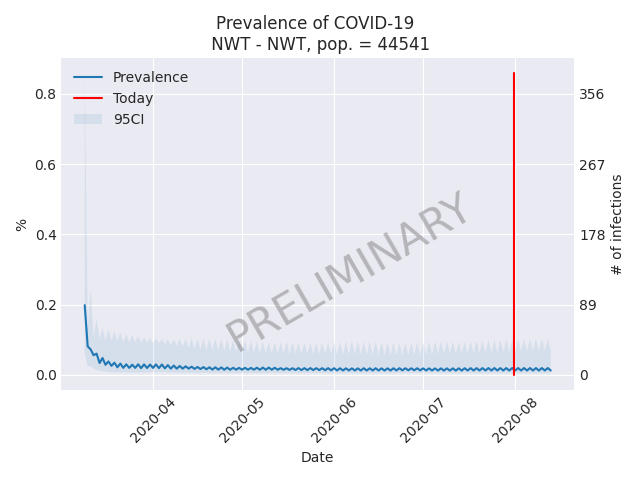 Prevalence of COVID-19
NWT - NWT, pop. = 44541
Prevalence
Today
95CI
0.8
0.6
0.4
0.2
0.0
%
356
267
178
89
0
# of infections
PRELIMINARY
2020-04
2020-05
2020-06
2020-07
2020-08
Date